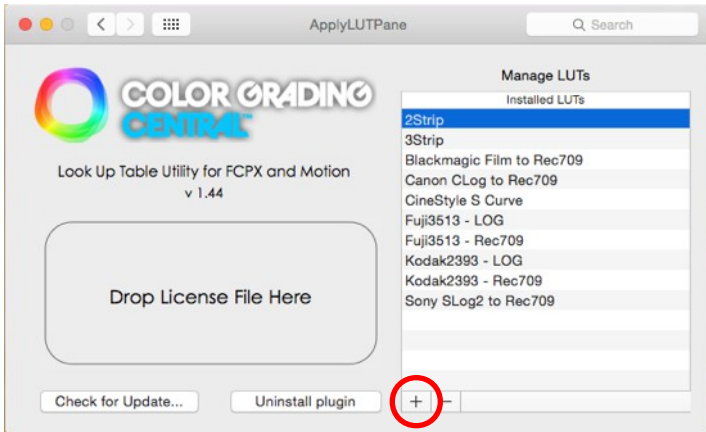 ApplyLUTPane
Search
COLOR GRADING
CENTRAL™
Look Up Table Utility for FCPX and Motion
v 1.44
Drop License File Here
Check for Update...
Uninstall plugin
Manage LUTs
Installed LUTs
2Strip
3Strip
Blackmagic Film to Rec709
Canon CLog to Rec709
CineStyle S Curve
Fuji3513 - LOG
Fuji3513 - Rec709
Kodak2393 - LOG
Kodak2393 - Rec709
Sony SLog2 to Rec709
+ −